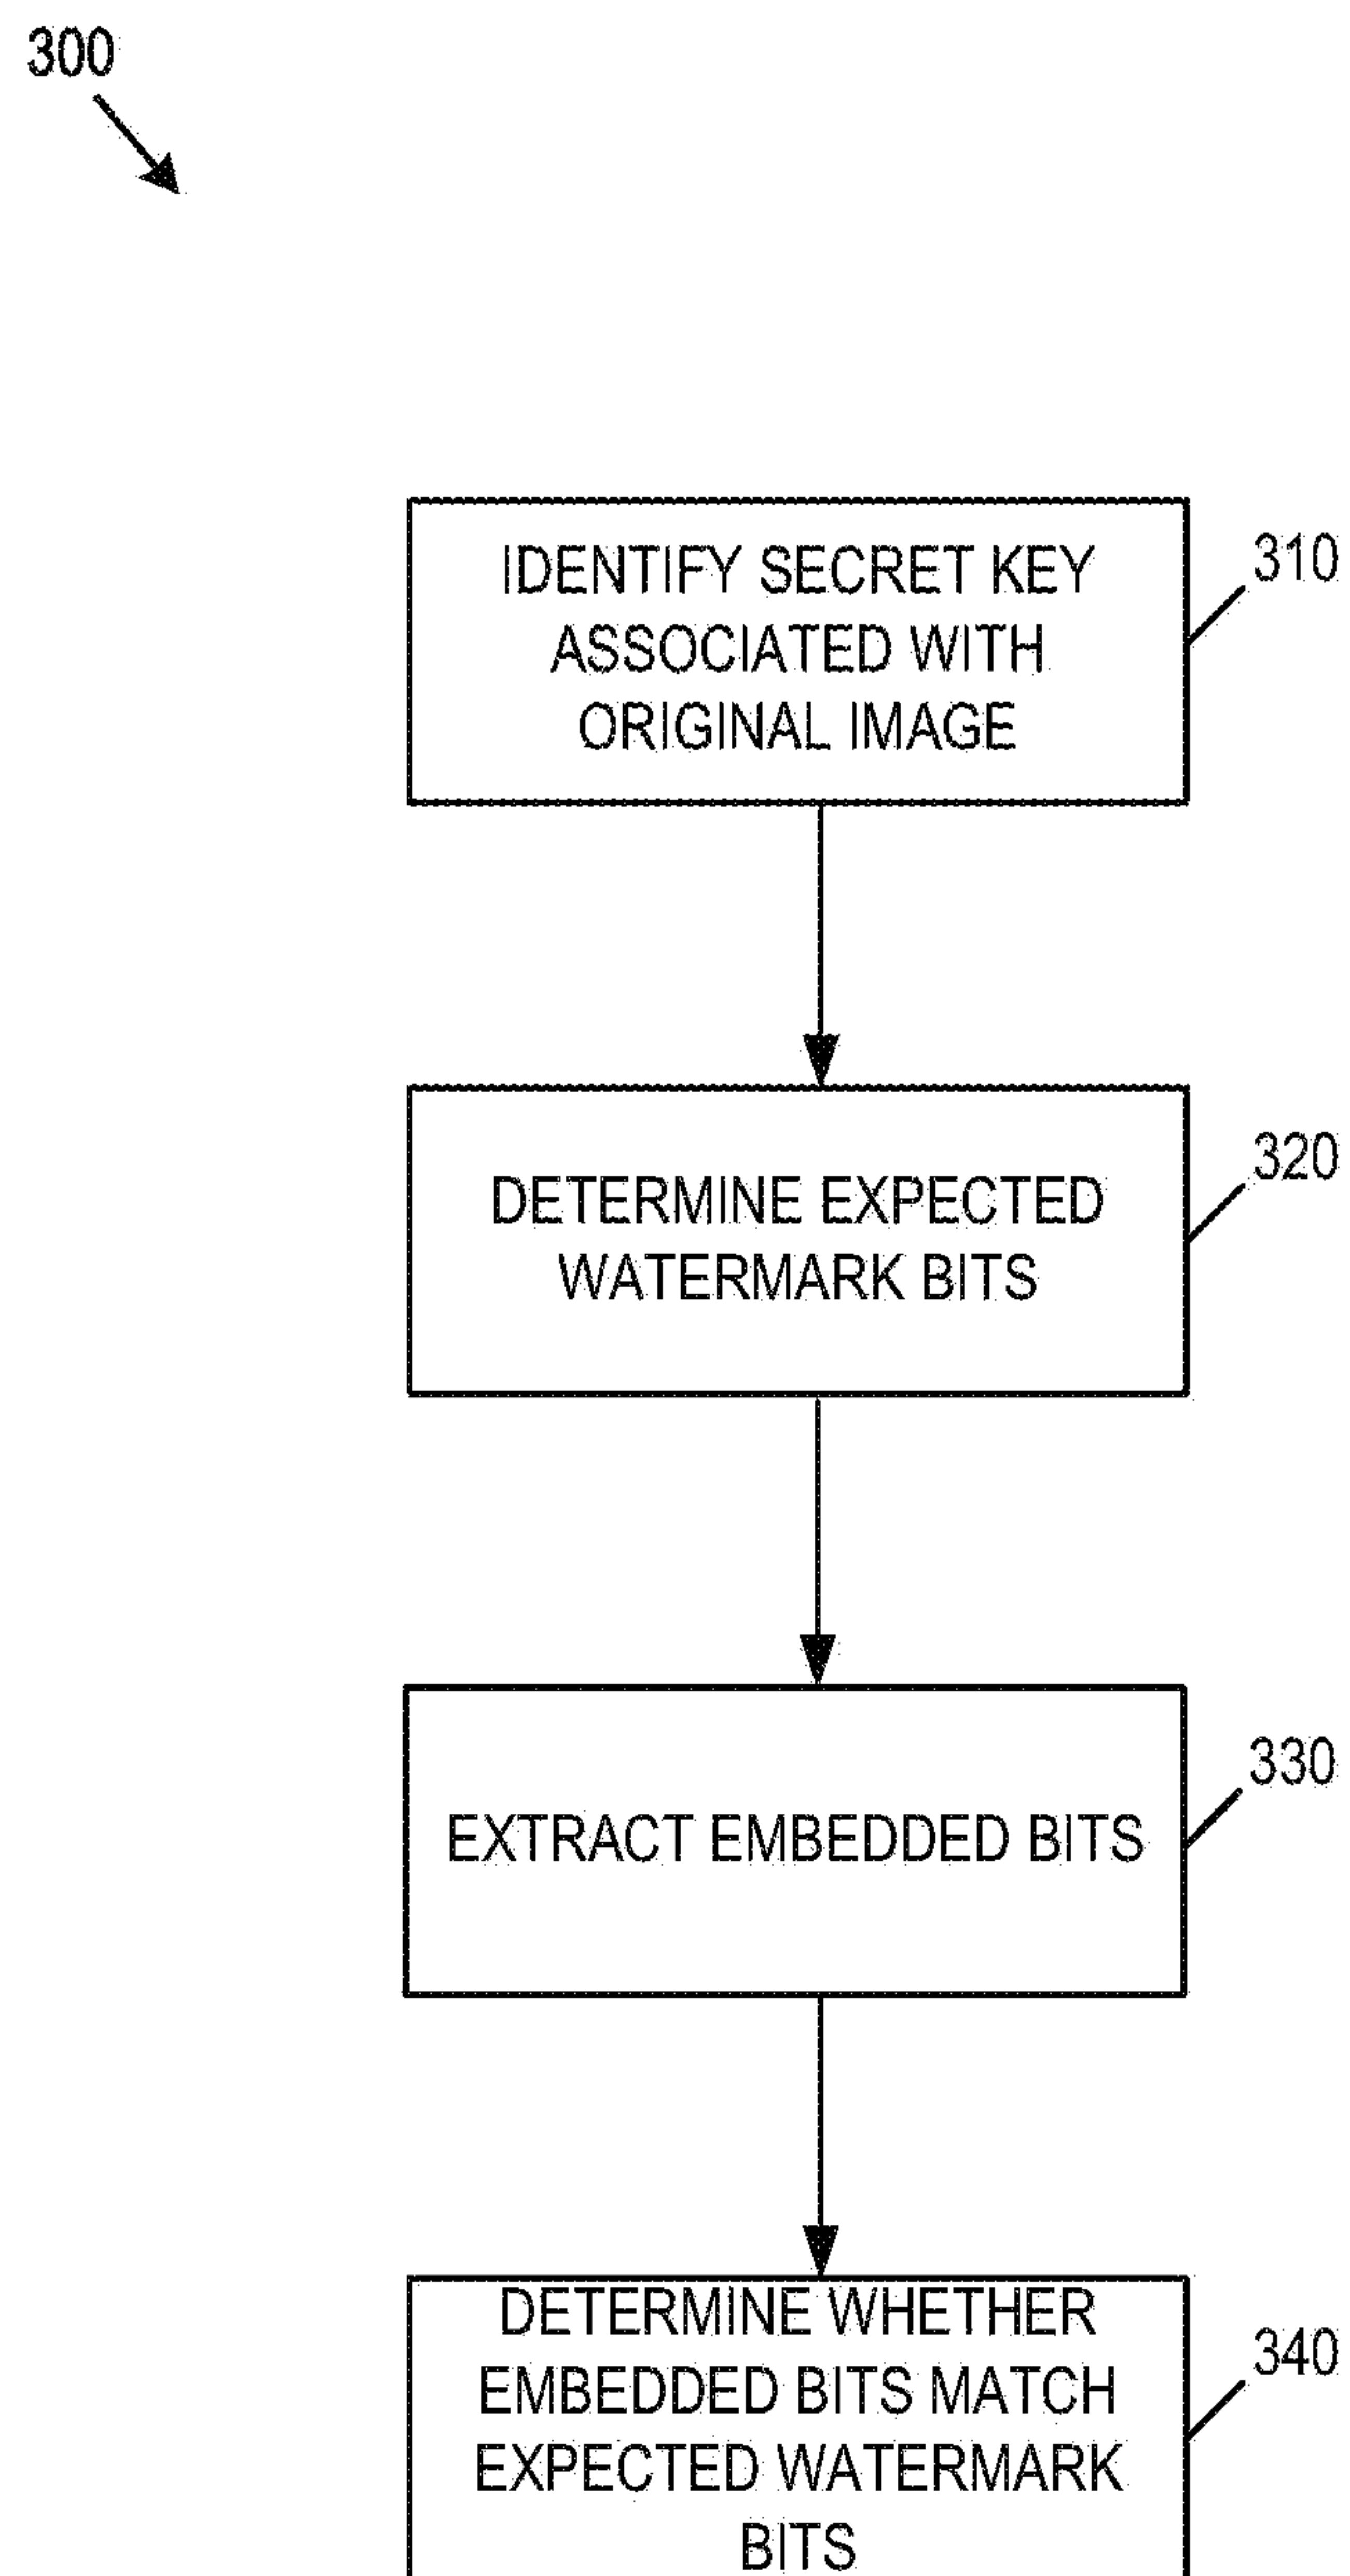 300
IDENTIFY SECRET KEY
ASSOCIATED WITH
ORIGINAL IMAGE
310
DETERMINE EXPECTED
WATERMARK BITS
320
EXTRACT EMBEDDED BITS
330
DETERMINE WHETHER
EMBEDDED BITS MATCH
EXPECTED WATERMARK
BITS
340